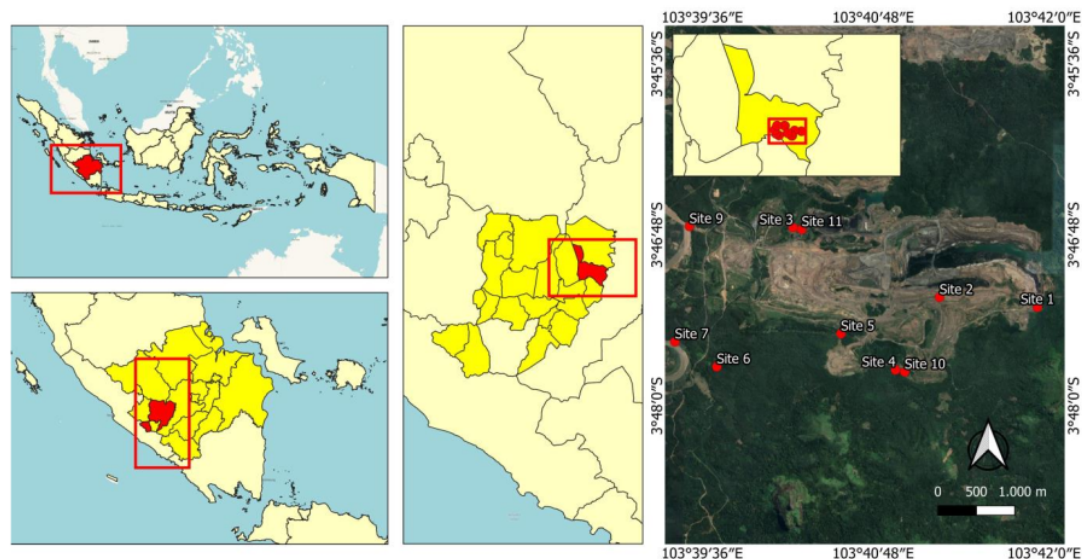 103°39′36″E 103°40′48″E 103°42′0″E
3°45′36″S
3°45′36″S
Site 9
Site 3
Site 11
3°46′48″S
3°46′48″S
Site 2
Site 1
Site 5
Site 7
Site 6
Site 4
Site 10
3°48′0″S
3°48′0″S
0 500 1.000 m
103°39′36″E 103°40′48″E 103°42′0″E